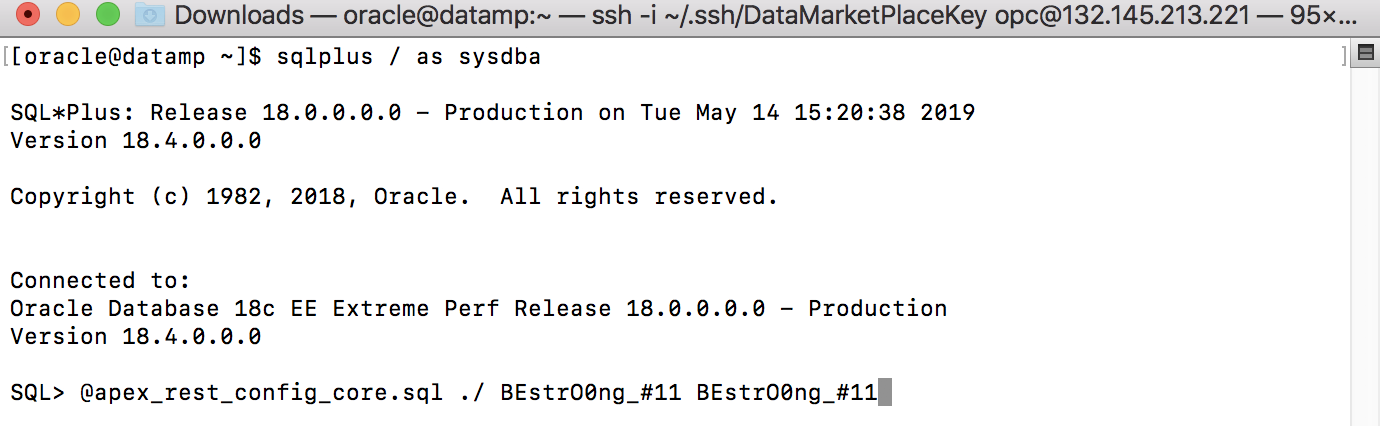 Downloads — oracle@datamp:~ — ssh -i ~/.ssh/DataMarketPlaceKey opc@132.145.213.221 — 95×...
[[oracle@datamp ~]$ sqlplus / as sysdba ]
SQL*Plus: Release 18.0.0.0.0 - Production on Tue May 14 15:20:38 2019
Version 18.4.0.0.0
Copyright (c) 1982, 2018, Oracle.  All rights reserved.
Connected to:
Oracle Database 18c EE Extreme Perf Release 18.0.0.0.0 - Production
Version 18.4.0.0.0
SQL> @apex_rest_config_core.sql ./ BEstrO0ng_#11 BEstrO0ng_#11